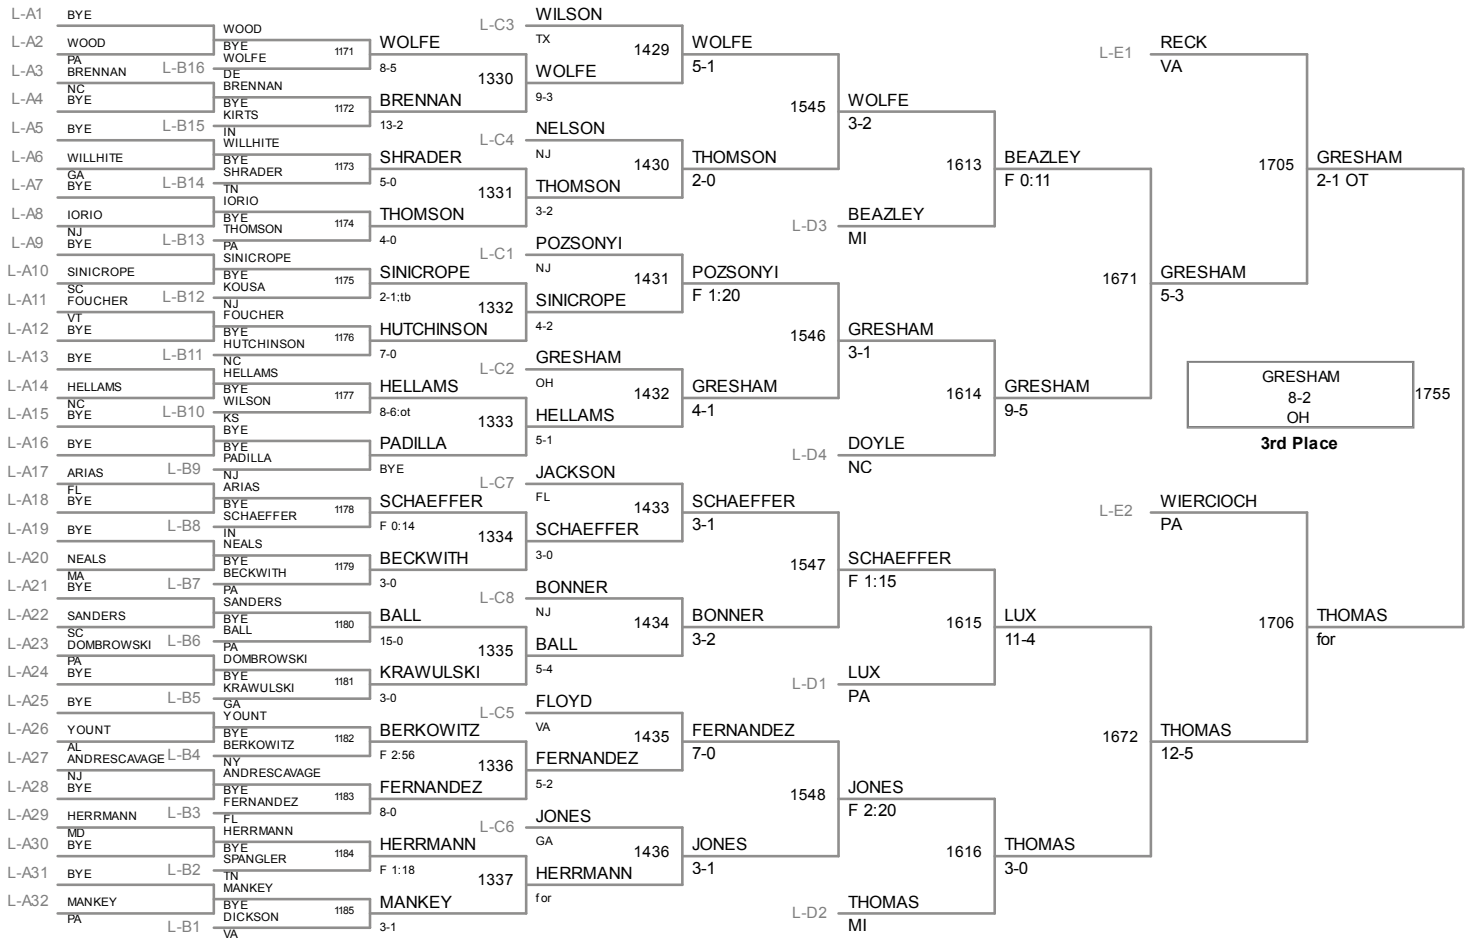 L-A1 BYE
L-A2 WOOD
PA
L-A3 BRENNAN
NC
L-A4 BYE
L-A5 BYE
L-A6 WILLHITE
GA
L-A7 BYE
L-A8 IORIO
NJ
L-A9 BYE
L-A10 SINICROPE
SC
L-A11 FOUCHER
VT
L-A12 BYE
L-A13 BYE
L-A14 HELLAMS
NC
L-A15 BYE
L-A16 BYE
L-A17 ARIAS
FL
L-A18 BYE
L-A19 BYE
L-A20 NEALS
MA
L-A21 BYE
L-A22 SANDERS
SC
L-A23 DOMBROWSKI
PA
L-A24 BYE
L-A25 BYE
L-A26 YOUNT
AL
L-A27 ANDRESCAVAGE
NJ
L-A28 BYE
L-A29 HERRMANN
MD
L-A30 BYE
L-A31 BYE
L-A32 MANKEY
PA
WOOD
BYE
1171
L-B16 WOLFE
DE
BRENNAN
BYE
1172
L-B15 KIRTS
IN
WILLHITE
BYE
1173
L-B14 SHRADER
TN
IORIO
BYE
1174
L-B13 THOMSON
PA
SINICROPE
BYE
1175
L-B12 KOUSA
NJ
FOUCHER
BYE
1176
L-B11 HUTCHINSON
NC
HELLAMS
BYE
1177
L-B10 WILSON
KS
BYE
BYE
L-B9 PADILLA
NJ
ARIAS
BYE
1178
L-B8 SCHAEFFER
IN
NEALS
BYE
1179
L-B7 BECKWITH
PA
SANDERS
BYE
1180
L-B6 BALL
PA
DOMBROWSKI
BYE
1181
L-B5 KRAWULSKI
GA
YOUNT
BYE
1182
L-B4 BERKOWITZ
NY
ANDRESCAVAGE
BYE
1183
L-B3 FERNANDEZ
FL
HERRMANN
BYE
1184
L-B2 SPANGLER
TN
MANKEY
BYE
1185
L-B1 DICKSON
VA
WOLFE
8-5
1330
BRENNAN
13-2
SHRADER
5-0
1331
THOMSON
4-0
SINICROPE
2-1;tb
1332
HUTCHINSON
7-0
HELLAMS
8-6:ot
1333
PADILLA
BYE
SCHAEFFER
F 0:14
1334
BECKWITH
3-0
BALL
15-0
1335
KRAWULSKI
3-0
BERKOWITZ
F 2:56
1336
FERNANDEZ
8-0
HERRMANN
F 1:18
1337
MANKEY
3-1
L-C3 WILSON
TX
1429
WOLFE
9-3
L-C4 NELSON
NJ
1430
THOMSON
3-2
L-C1 POZSONYI
NJ
1431
SINICROPE
4-2
L-C2 GRESHAM
OH
1432
HELLAMS
5-1
L-C7 JACKSON
FL
1433
SCHAEFFER
3-0
L-C8 BONNER
NJ
1434
BALL
5-4
L-C5 FLOYD
VA
1435
FERNANDEZ
5-2
L-C6 JONES
GA
1436
HERRMANN
for
WOLFE
5-1
1545
THOMSON
2-0
POZSONYI
F 1:20
1546
GRESHAM
4-1
SCHAEFFER
3-1
1547
BONNER
3-2
FERNANDEZ
7-0
1548
JONES
3-1
WOLFE
3-2
1613
L-D3 BEAZLEY
MI
GRESHAM
3-1
1614
L-D4 DOYLE
NC
SCHAEFFER
F 1:15
1615
L-D1 LUX
PA
JONES
F 2:20
1616
L-D2 THOMAS
MI
BEAZLEY
F 0:11
1671
GRESHAM
9-5
LUX
11-4
1672
THOMAS
3-0
L-E1 RECK
VA
1705
GRESHAM
5-3
L-E2 WIERCIOCH
PA
1706
THOMAS
12-5
GRESHAM
2-1 OT
THOMAS
for
GRESHAM
8-2
OH
1755
3rd Place